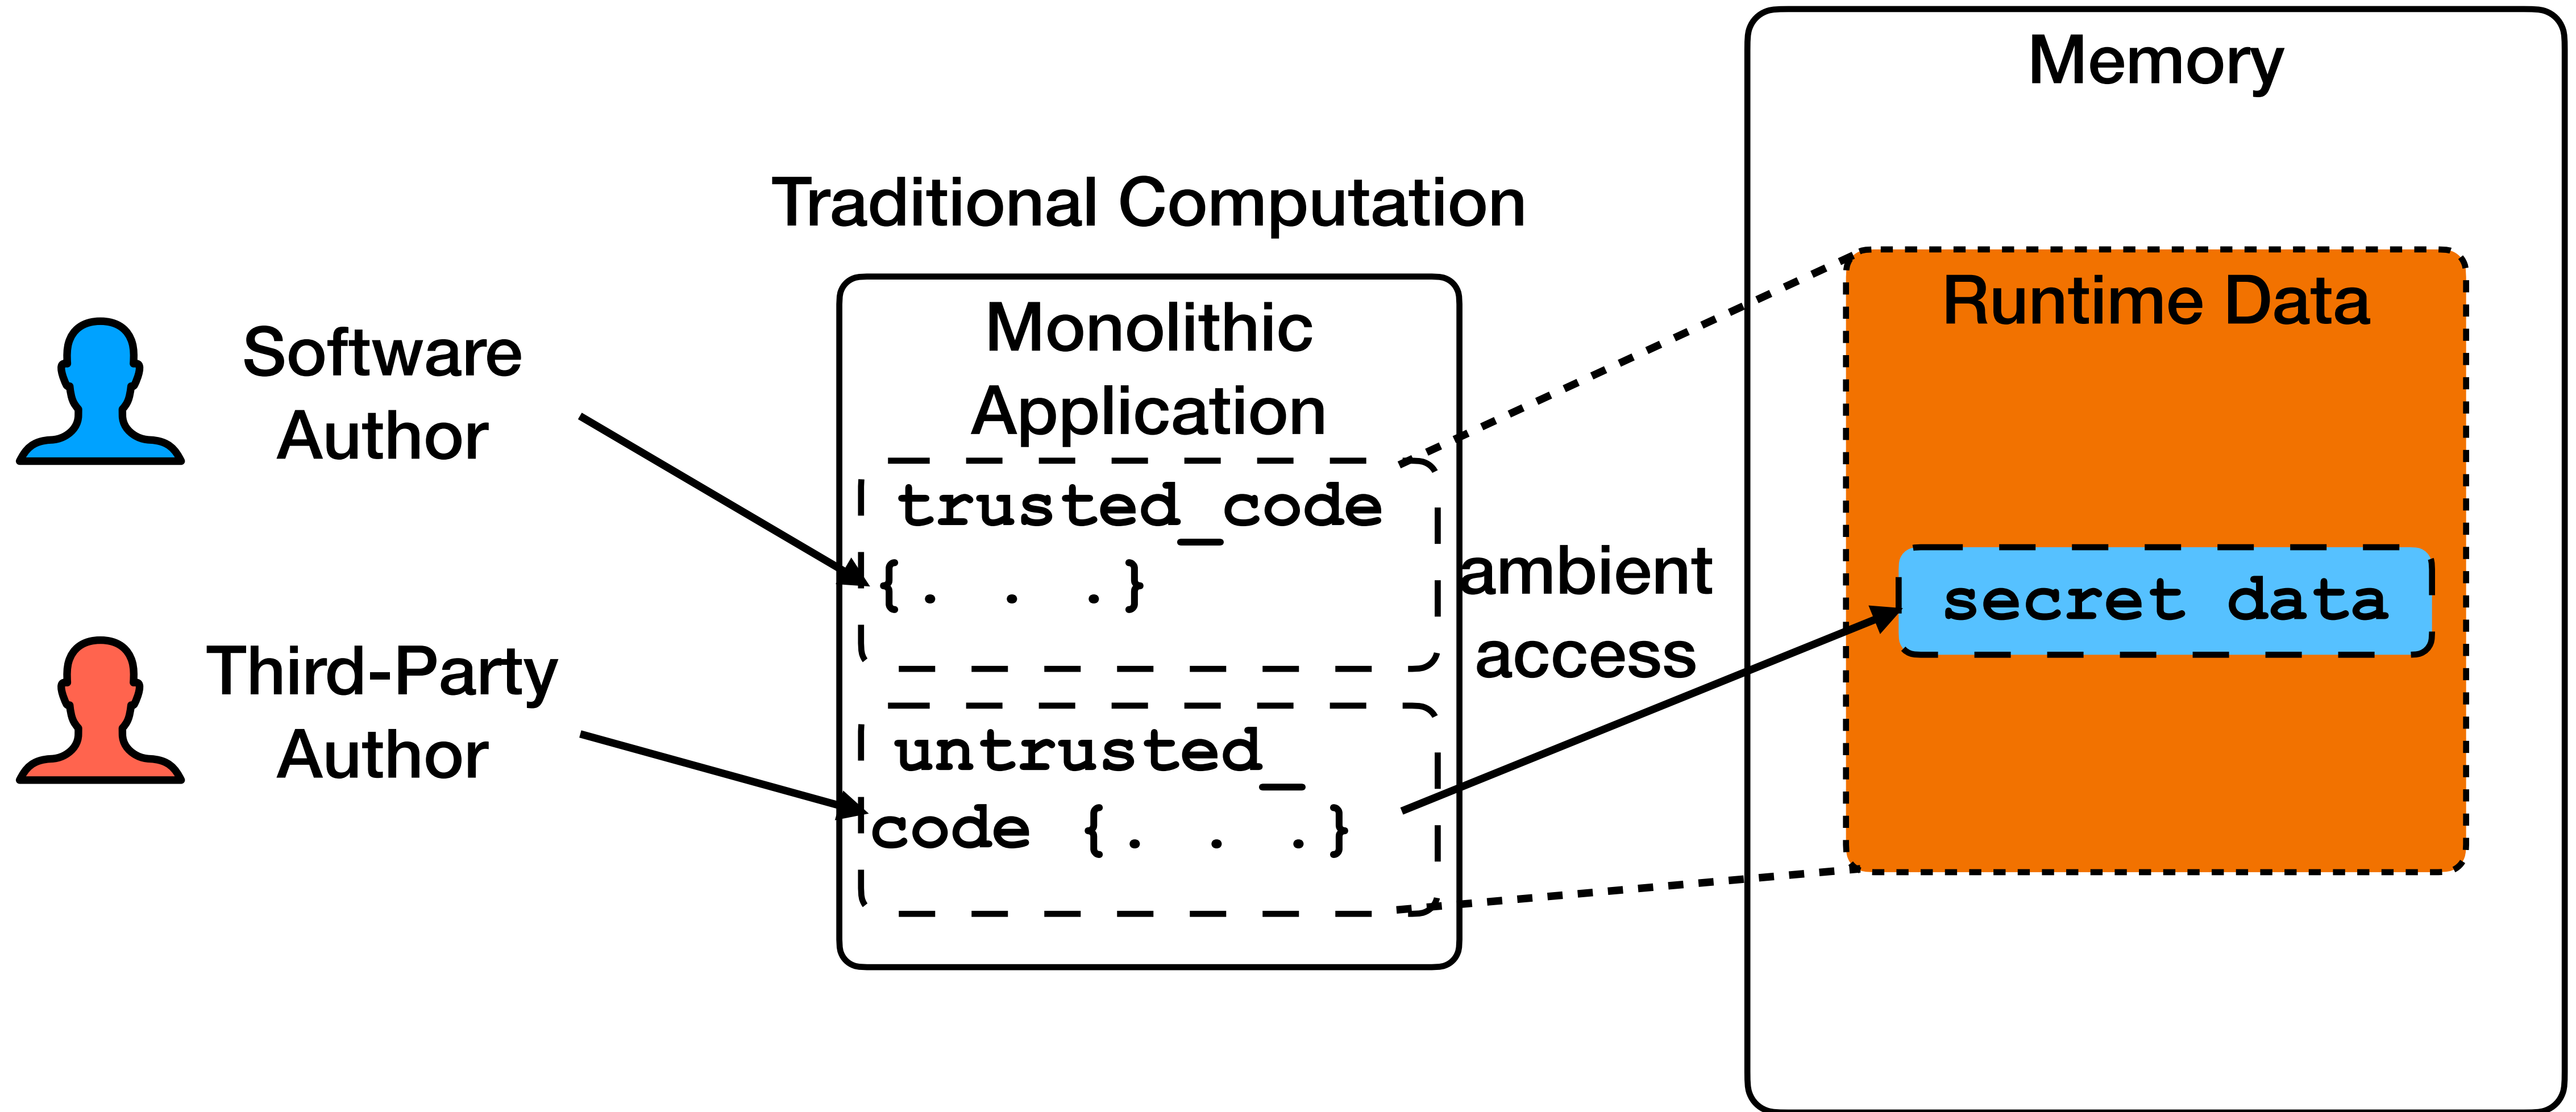 Memory
Traditional Computation
Runtime Data
Monolithic
Application
Software
Author
trusted_code
{. . .}
ambient
access
secret data
Third-Party
Author
untrusted_
code {. . .}